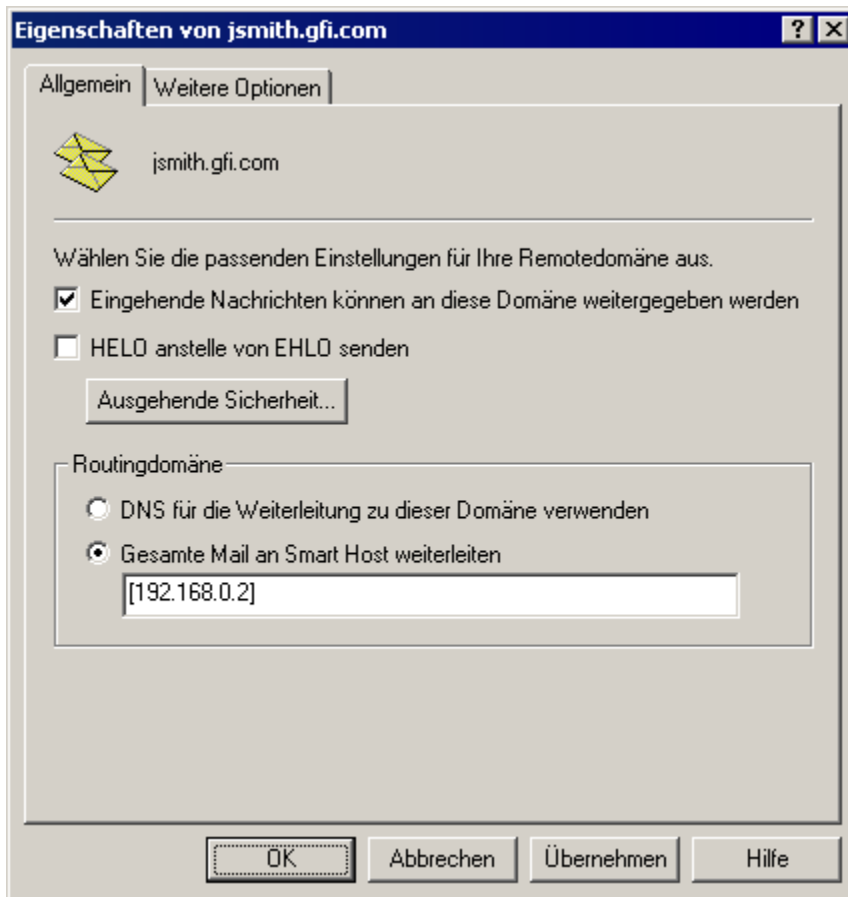 Eigenschaften von jsmith.gfi.com
Allgemein
Weitere Optionen
jsmith.gfi.com
Wählen Sie die passenden Einstellungen für Ihre Remotedomäne aus.
Eingehende Nachrichten können an diese Domäne weitergegeben werden
HELO anstelle von EHLO senden
Ausgehende Sicherheit...
Routingdomäne
DNS für die Weiterleitung zu dieser Domäne verwenden
Gesamte Mail an Smart Host weiterleiten
[192.168.0.2]
OK
Abbrechen
Übernehmen
Hilfe